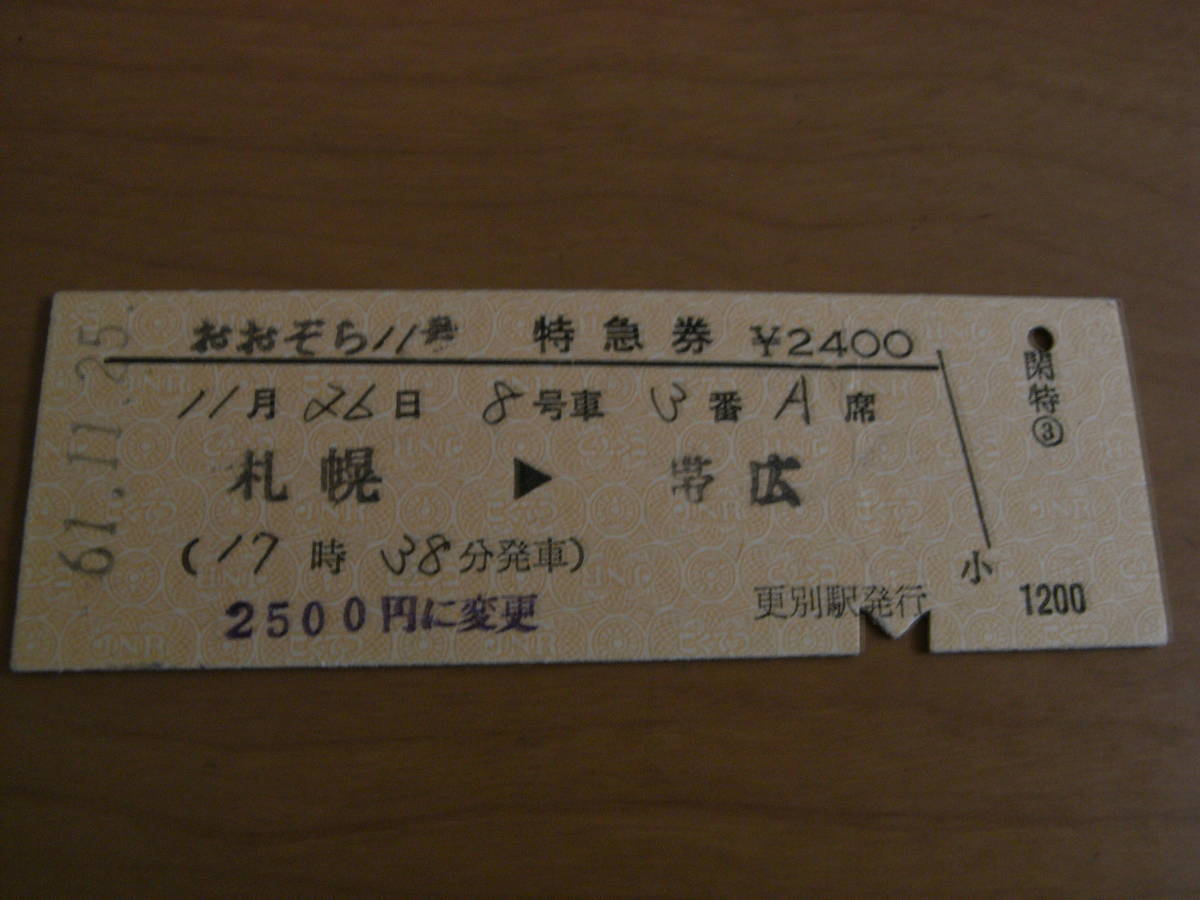 61.11.25
おおぞら11号 特急券 ¥2400
11月26日 8号車 3番A席
札幌 ▶ 帯広
(17時38分発車)
2500円に変更
更別駅発行
小
閑特③
1200